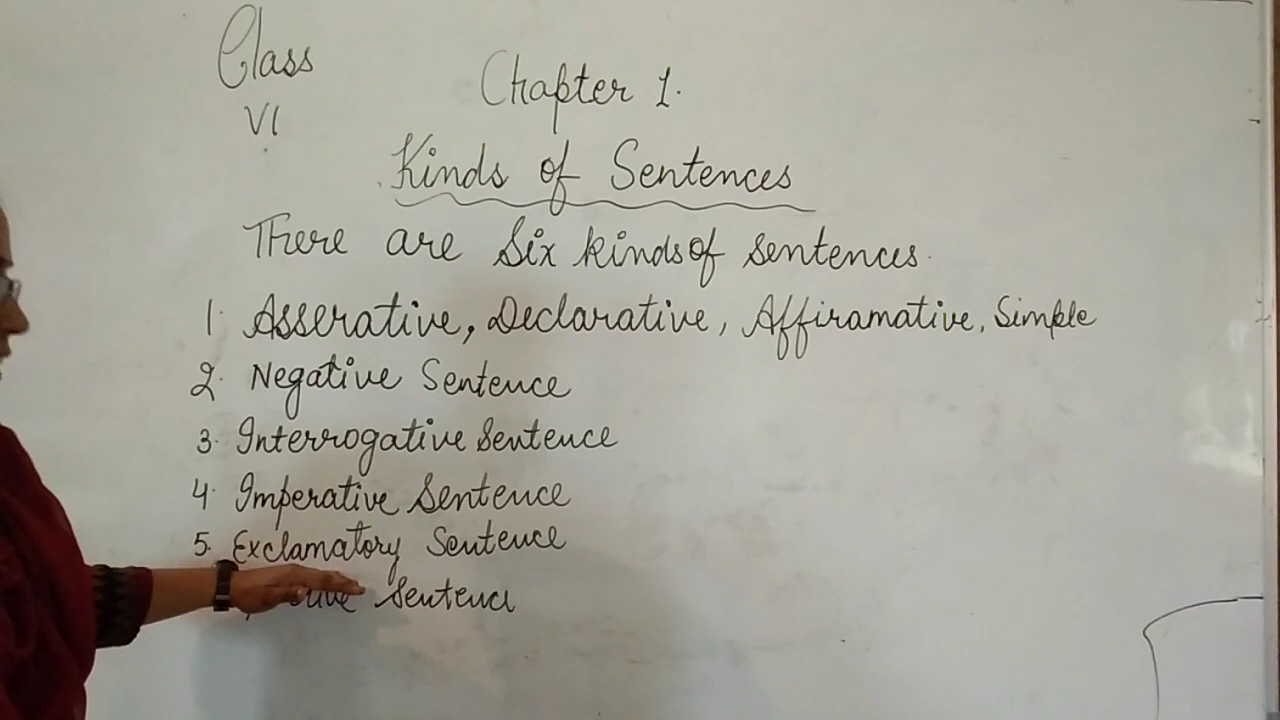 Class
VI
Chapter 1.
Kinds of Sentences
There are Six kinds of sentences.
1. Asserative, Declarative, Affiramative, Simple
2. Negative Sentence
3. Interrogative Sentence
4. Imperative Sentence
5. Exclamatory Sentence
Sentence